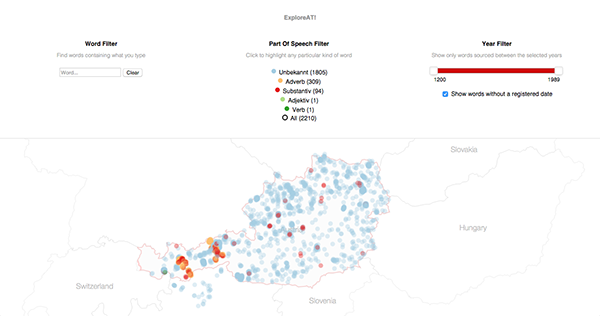 ExploreAT!
Word Filter
Find words containing what you type
Word... Clear
Part Of Speech Filter
Click to highlight any particular kind of word
Unbekannt (1805)
Adverb (309)
Substantiv (94)
Adjektiv (1)
Verb (1)
All (2210)
Year Filter
Show only words sourced between the selected years
1200 1989
Show words without a registered date
Slovakia
Hungary
Switzerland
Slovenia